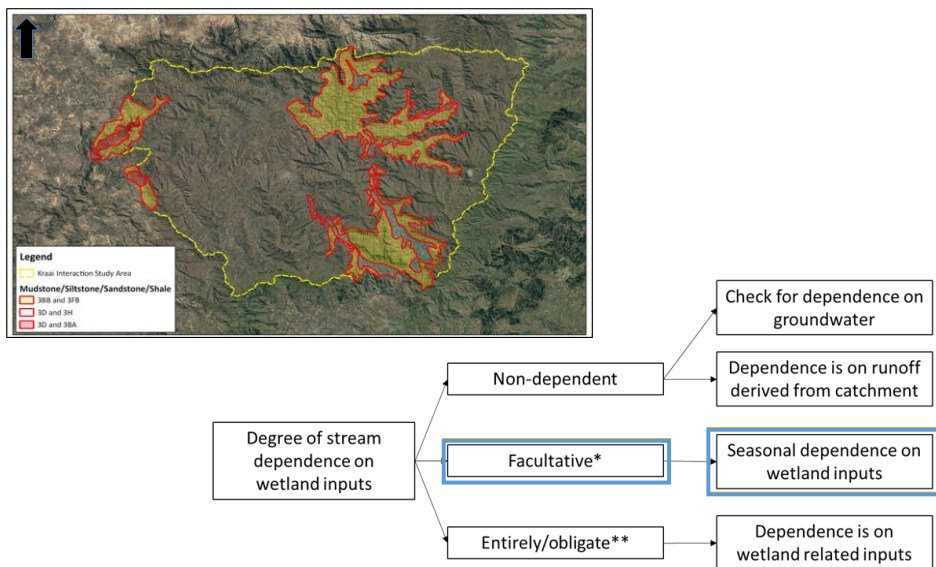 Legend
Kraai Interaction Study Area
Mudstone/Siltstone/Sandstone/Shale
3BB and 3FB
3D and 3H
3D and 3BA
Degree of stream
dependence on
wetland inputs
Non-dependent
Check for dependence on
groundwater
Dependence is on runoff
derived from catchment
Facultative*
Seasonal dependence on
wetland inputs
Entirely/obligate**
Dependence is on
wetland related inputs